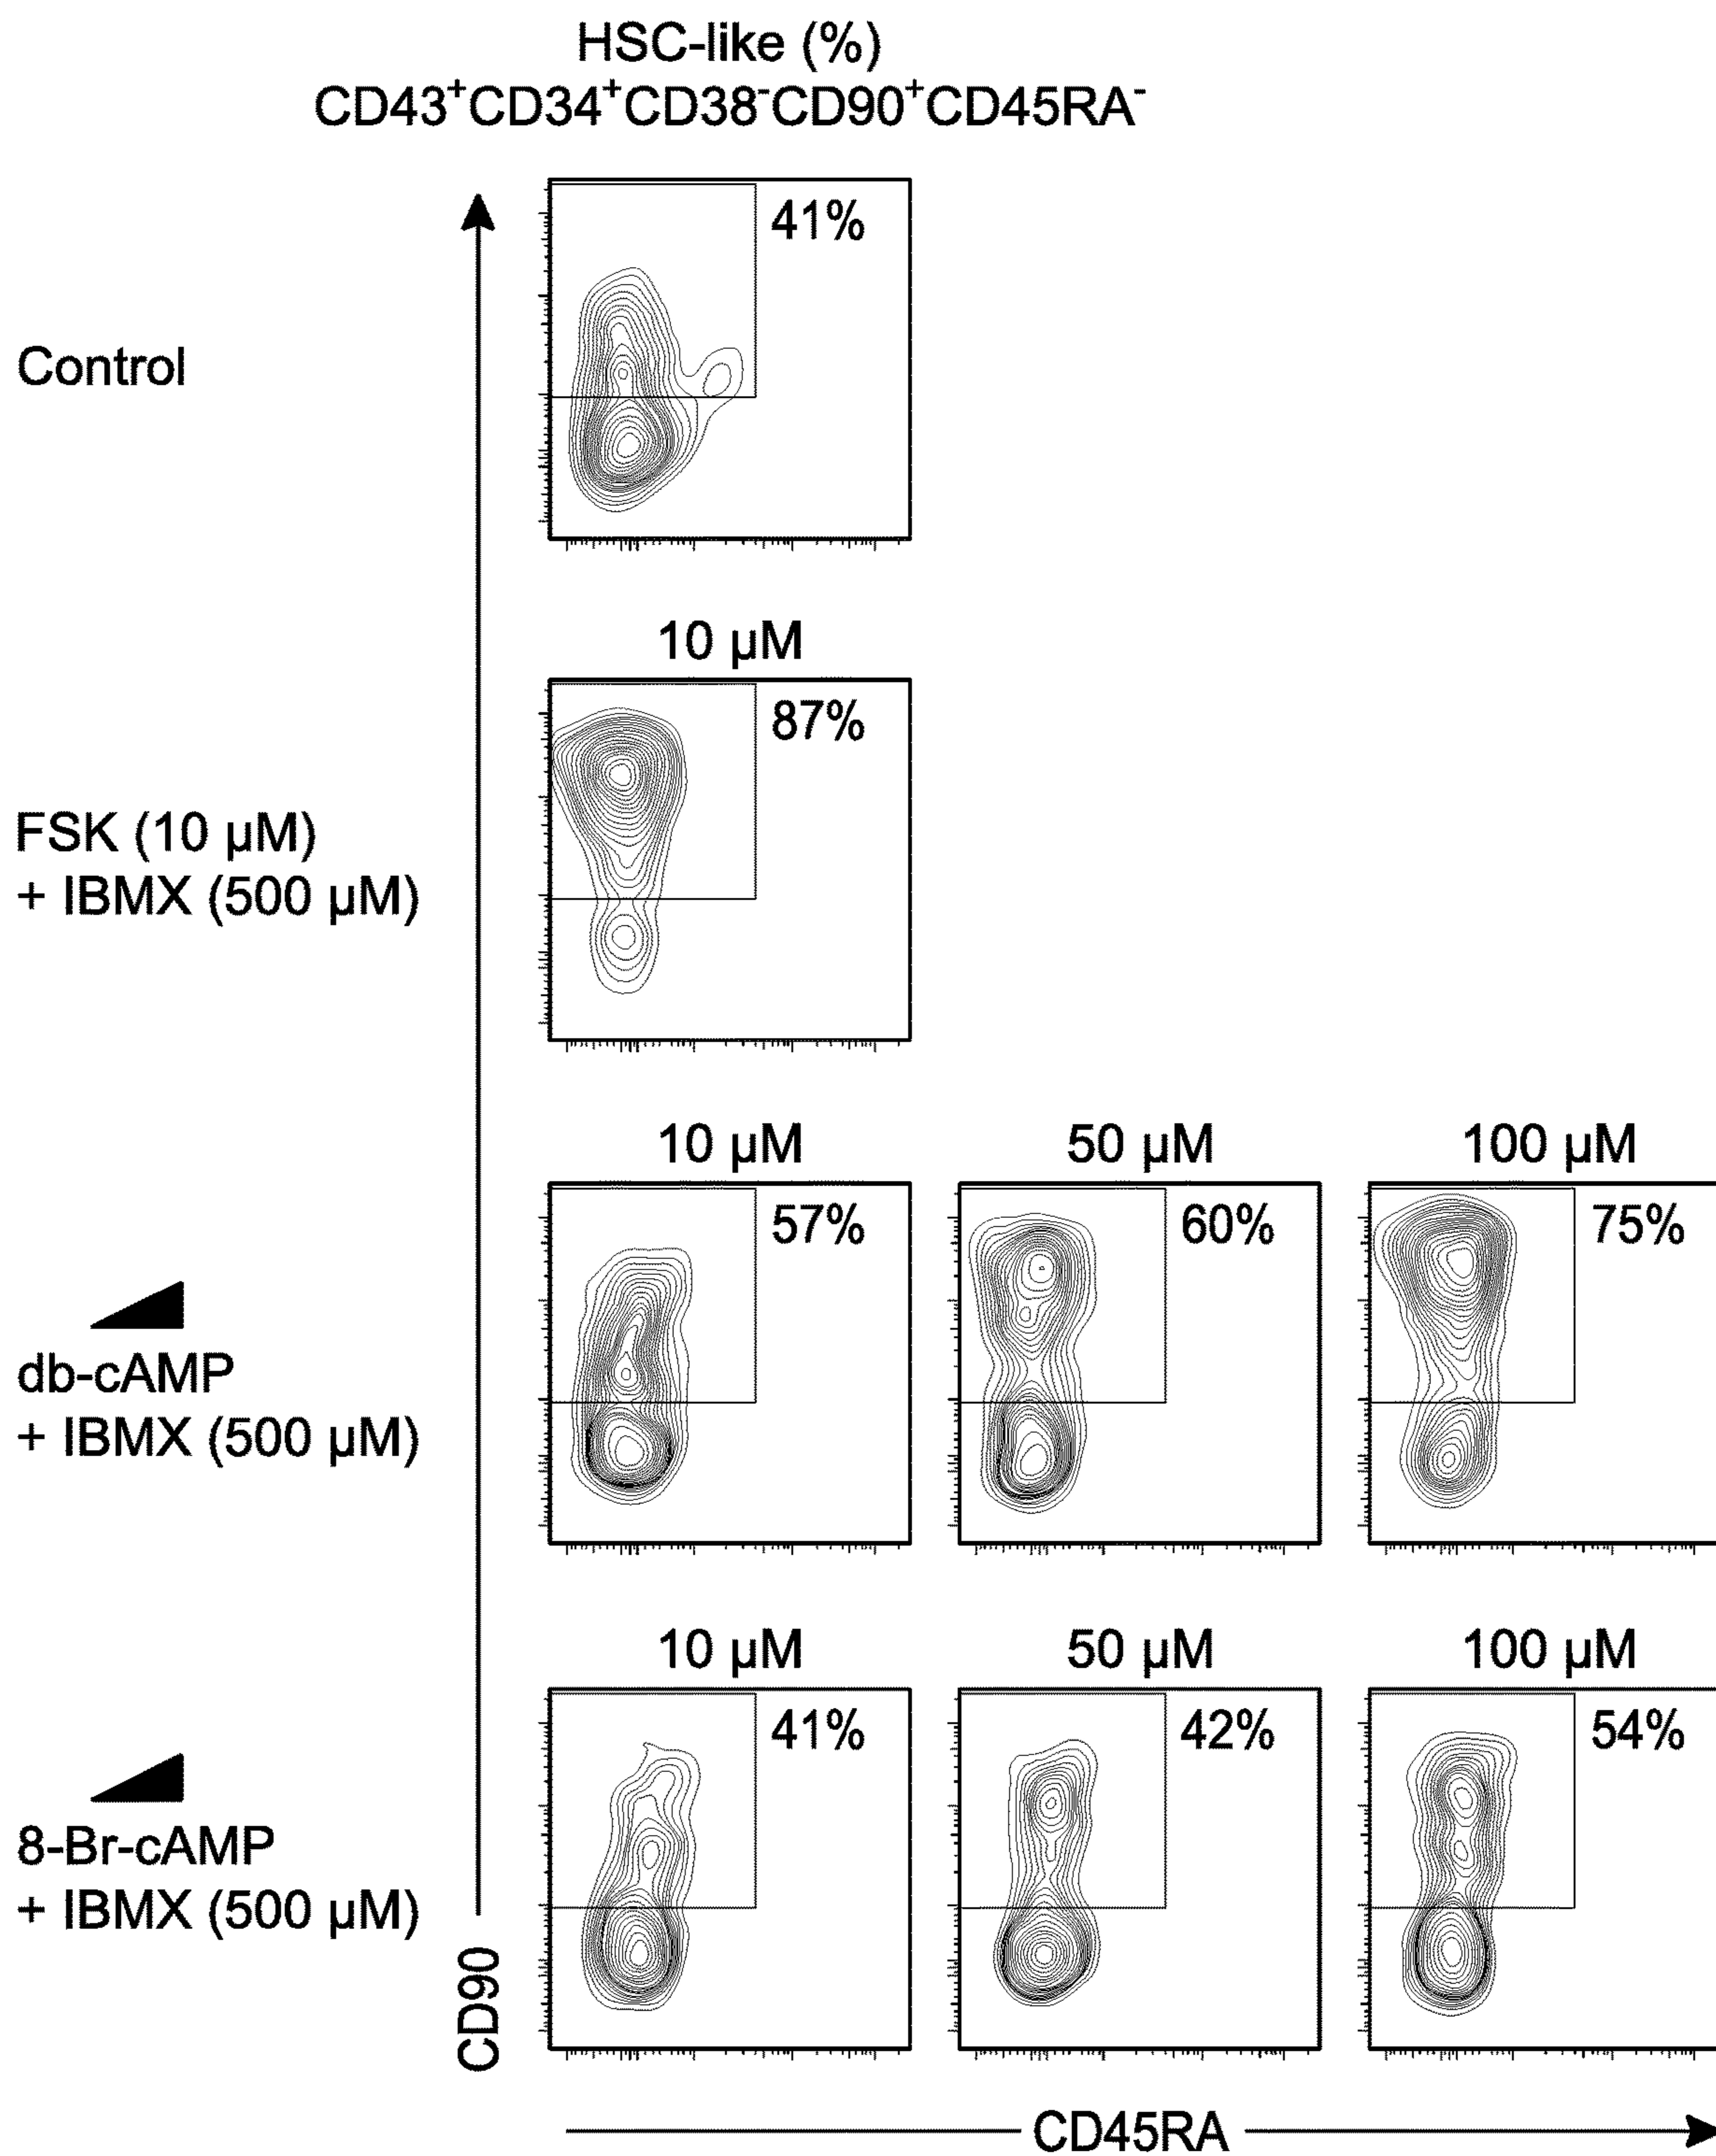 HSC-like (%)
CD43⁺CD34⁺CD38⁻CD90⁺CD45RA⁻
Control
41%
10 µM
FSK (10 µM)
+ IBMX (500 µM)
87%
10 µM
50 µM
100 µM
db-cAMP
+ IBMX (500 µM)
57%
60%
75%
10 µM
50 µM
100 µM
8-Br-cAMP
+ IBMX (500 µM)
41%
42%
54%
CD90
CD45RA